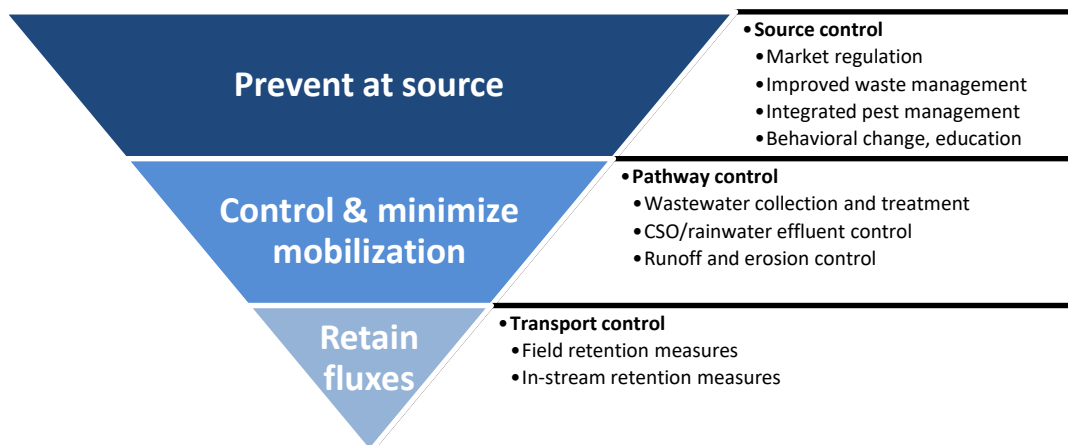 Prevent at source
•Source control
•Market regulation
•Improved waste management
•Integrated pest management
•Behavioral change, education
Control & minimize
mobilization
•Pathway control
•Wastewater collection and treatment
•CSO/rainwater effluent control
•Runoff and erosion control
Retain
fluxes
•Transport control
•Field retention measures
•In-stream retention measures